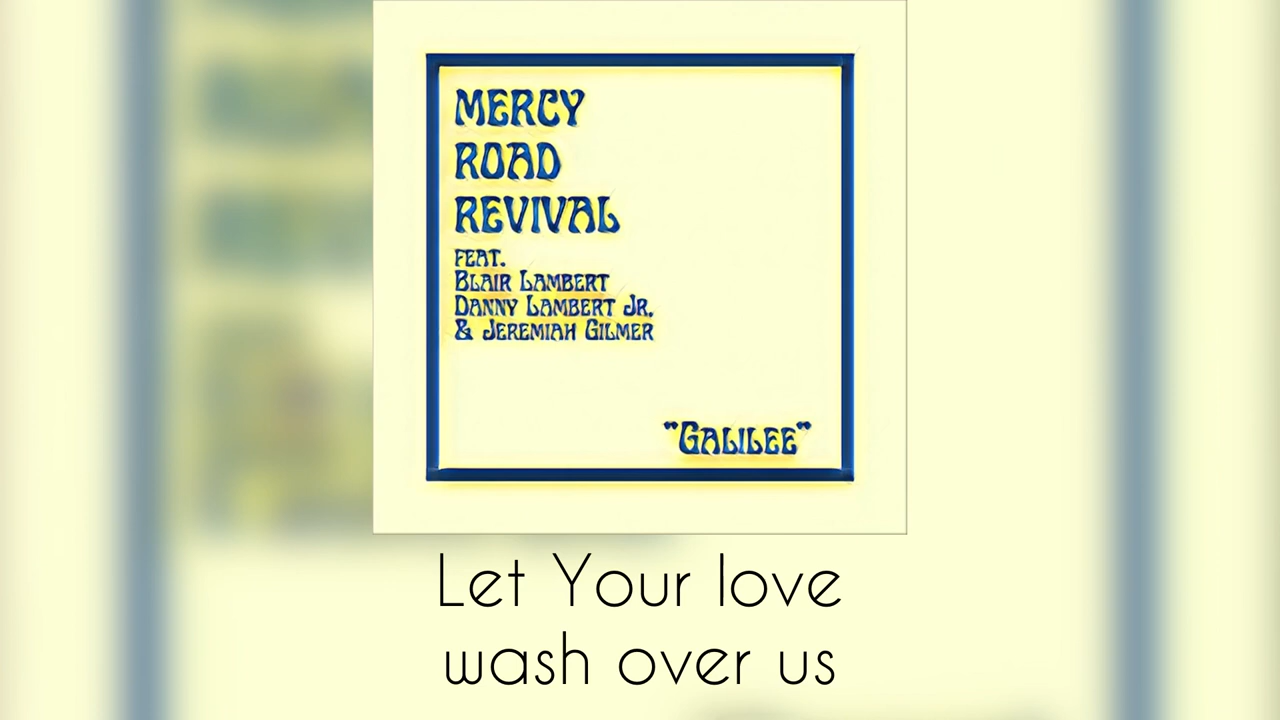 MERCY
ROAD
REVIVAL
FEAT.
BLAIR LAMBERT
DANNY LAMBERT JR.
& JEREMIAH GILMER
"GALILEE"
Let Your love
wash over us